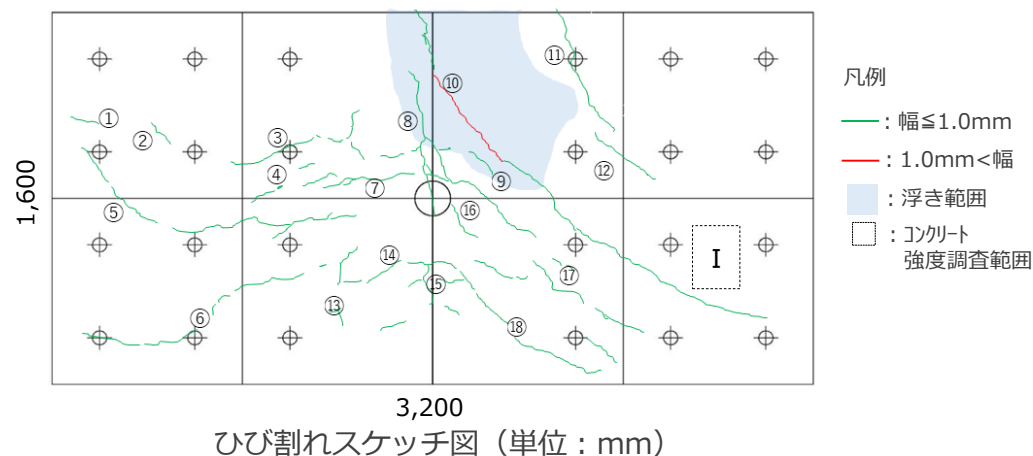 ⑪
⑩
凡例
①
⑧
②
③
:幅≦1.0mm
④
⑨
⑫
:1.0mm<幅
⑦
1,600
⑤
⑯
:浮き範囲
⑭
I
:コンクリート
強度調査範囲
⑮
⑰
⑬
⑥
⑱
3,200
ひび割れスケッチ図(単位:mm)